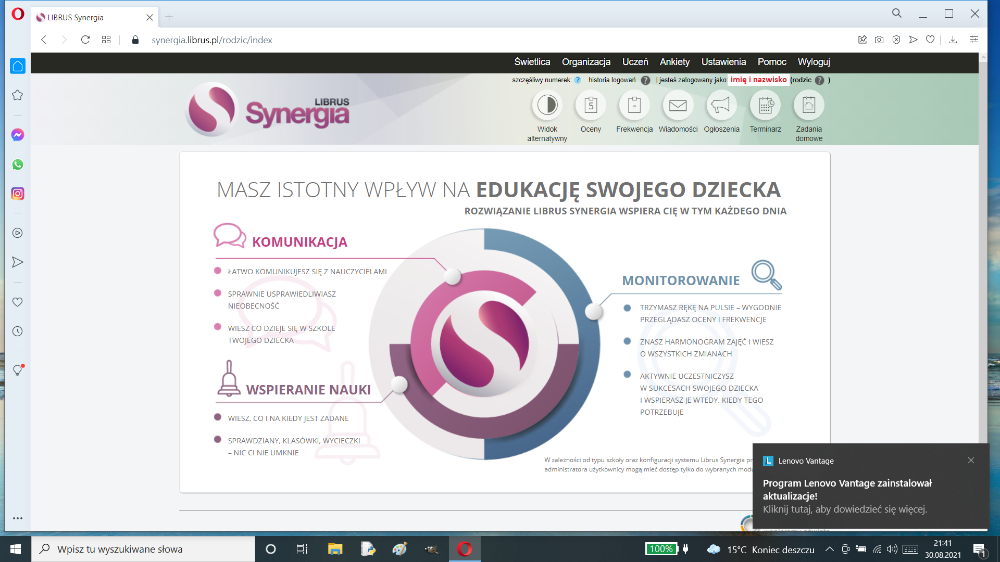 LIBRUS Synergia
synergia.librus.pl/rodzic/index
Świetlica Organizacja Uczeń Ankiety Ustawienia Pomoc Wyloguj
szczęśliwy numerek: ? historia logowań ? | jesteś zalogowany jako: imię i nazwisko (rodzic ? )
LIBRUS
Synergia
5
Widok alternatywny
Oceny
Frekwencja
Wiadomości
Ogłoszenia
Terminarz
Zadania domowe
MASZ ISTOTNY WPŁYW NA EDUKACJĘ SWOJEGO DZIECKA
ROZWIĄZANIE LIBRUS SYNERGIA WSPIERA CIĘ W TYM KAŻDEGO DNIA
KOMUNIKACJA
ŁATWO KOMUNIKUJESZ SIĘ Z NAUCZYCIELAMI
SPRAWNIE USPRAWIEDLIWIASZ
NIEOBECNOŚĆ
WIESZ CO DZIEJE SIĘ W SZKOLE
TWOJEGO DZIECKA
WSPIERANIE NAUKI
WIESZ, CO I NA KIEDY JEST ZADANE
SPRAWDZIANY, KLASÓWKI, WYCIECZKI
– NIC CI NIE UMKNIE
MONITOROWANIE
TRZYMASZ RĘKĘ NA PULSIE – WYGODNIE
PRZEGLĄDASZ OCENY I FREKWENCJE
ZNASZ HARMONOGRAM ZAJĘĆ I WIESZ
O WSZYSTKICH ZMIANACH
AKTYWNIE UCZESTNICZYSZ
W SUKCESACH SWOJEGO DZIECKA
I WSPIERASZ JE WTEDY, KIEDY TEGO
POTRZEBUJE
W zależności od typu szkoły oraz konfiguracji systemu Librus Synergia
administratora użytkownicy mogą mieć dostęp tylko do wybranych
L Lenovo Vantage
Program Lenovo Vantage zainstalował
aktualizacje!
Kliknij tutaj, aby dowiedzieć się więcej.
Wpisz tu wyszukiwane słowa
100%
15°C Koniec deszczu
21:41
30.08.2021
1